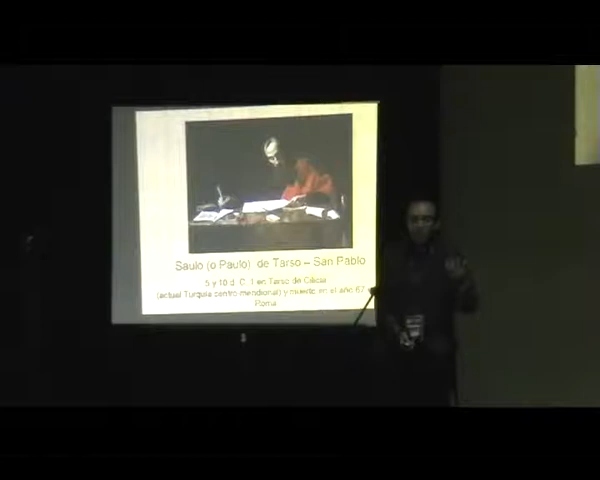 Saulo (o Paulo) de Tarso – San Pablo
5 y 10 d. C. 1 en Tarso de Cilicia
(actual Turquía centro meridional) y muerto en el año 67
Roma